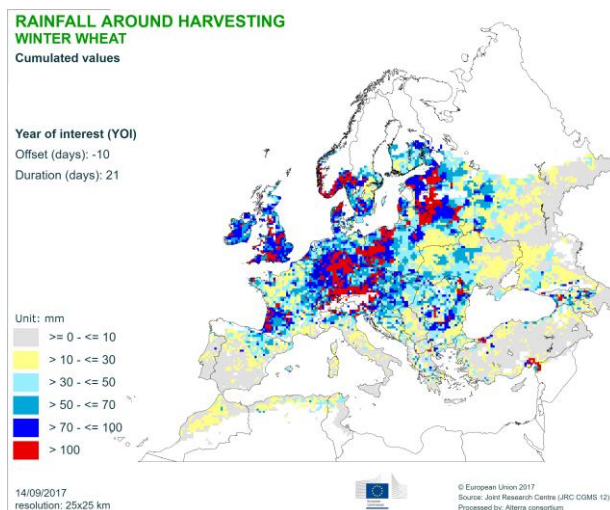 RAINFALL AROUND HARVESTING
WINTER WHEAT
Cumulated values
Year of interest (YOI)
Offset (days): -10
Duration (days): 21
Unit: mm
>= 0 - <= 10
> 10 - <= 30
> 30 - <= 50
> 50 - <= 70
> 70 - <= 100
> 100
14/09/2017
resolution: 25x25 km
© European Union 2017
Source: Joint Research Centre (JRC CGMS 12)
Processed by: Alterra consortium